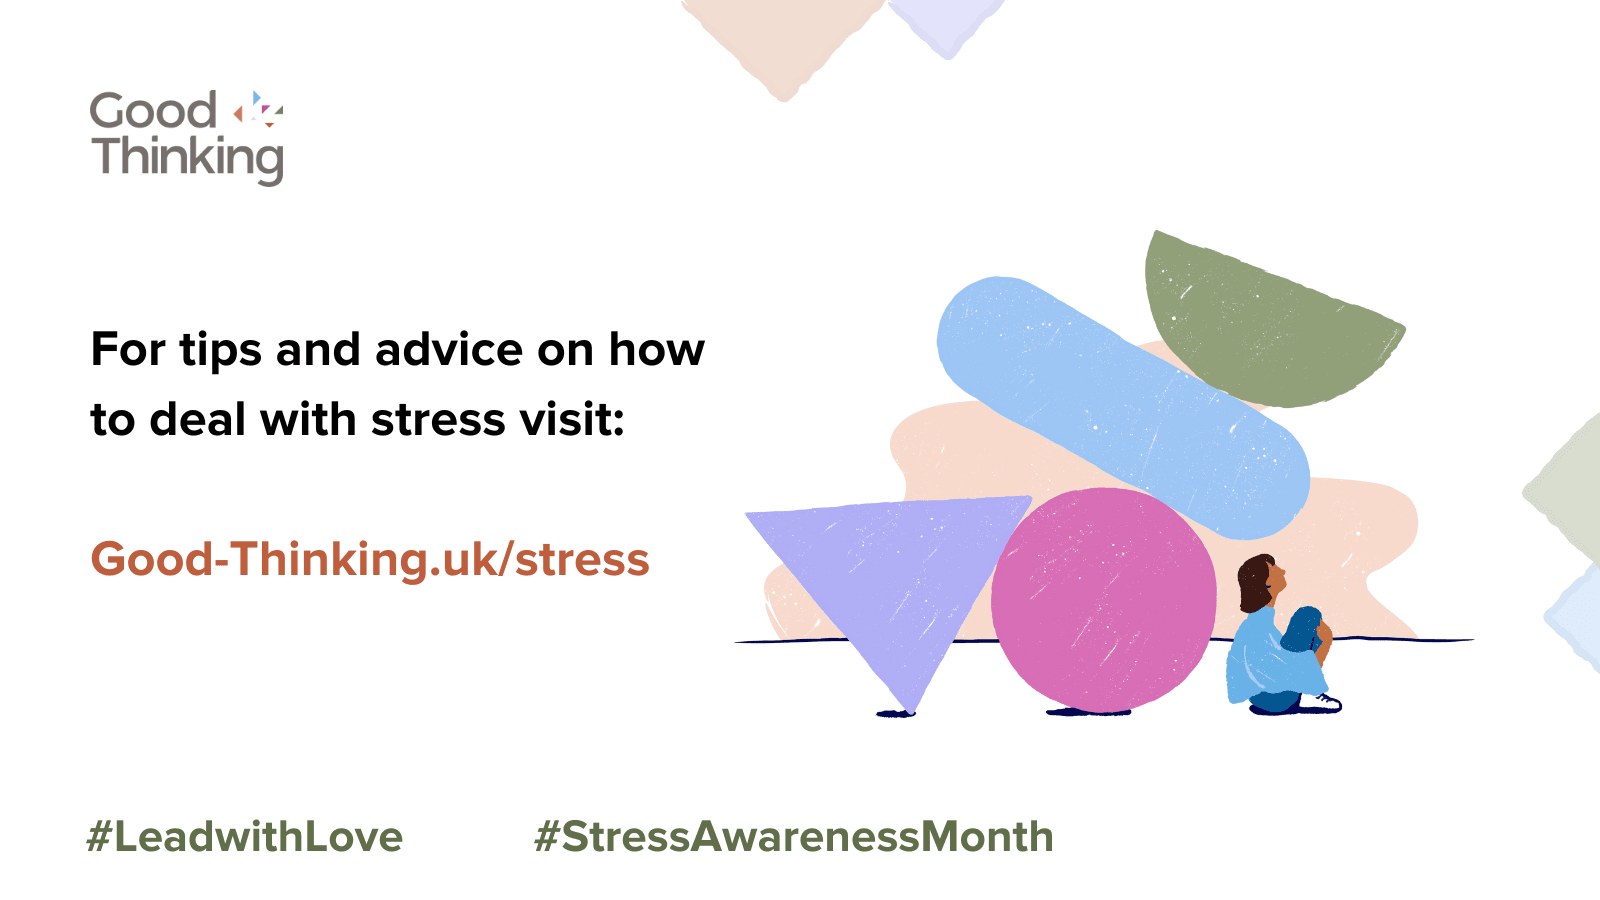 Good
Thinking
For tips and advice on how
to deal with stress visit:
Good-Thinking.uk/stress
#LeadwithLove
#StressAwarenessMonth